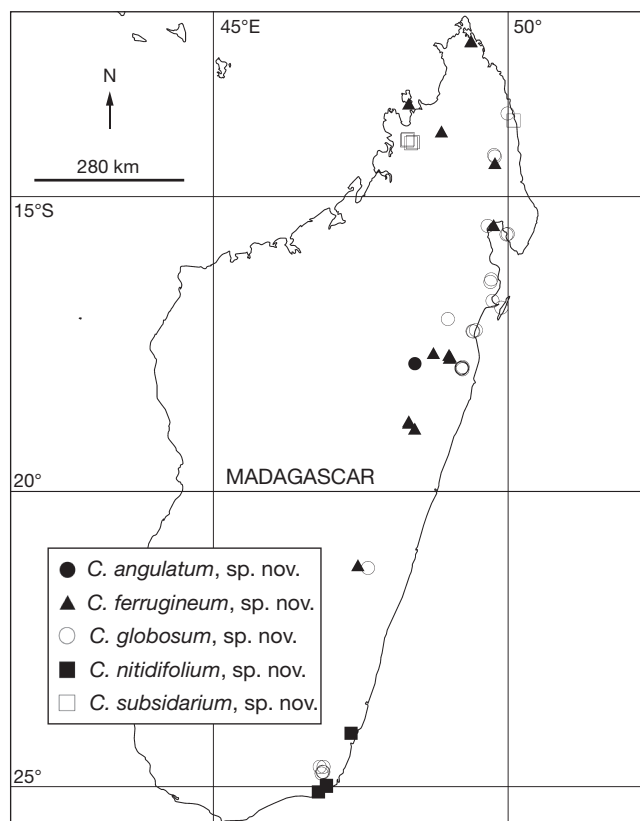 45°E
50°
N
280 km
15°S
MADAGASCAR
20°
C. angulatum, sp. nov.
C. ferrugineum, sp. nov.
C. globosum, sp. nov.
C. nitidifolium, sp. nov.
C. subsidarium, sp. nov.
25°